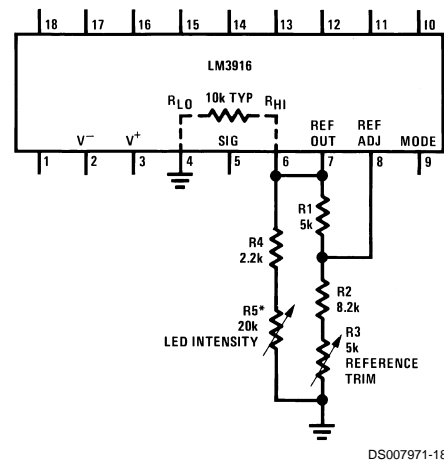 18 17 16 15 14 13 12 11 10
LM3916
RLO 10k TYP RHI
V− V+ SIG REF OUT REF ADJ MODE
1 2 3 4 5 6 7 8 9
R1
5k
R4
2.2k
R2
8.2k
R5*
20k
LED INTENSITY
R3
5k
REFERENCE
TRIM
DS007971-18